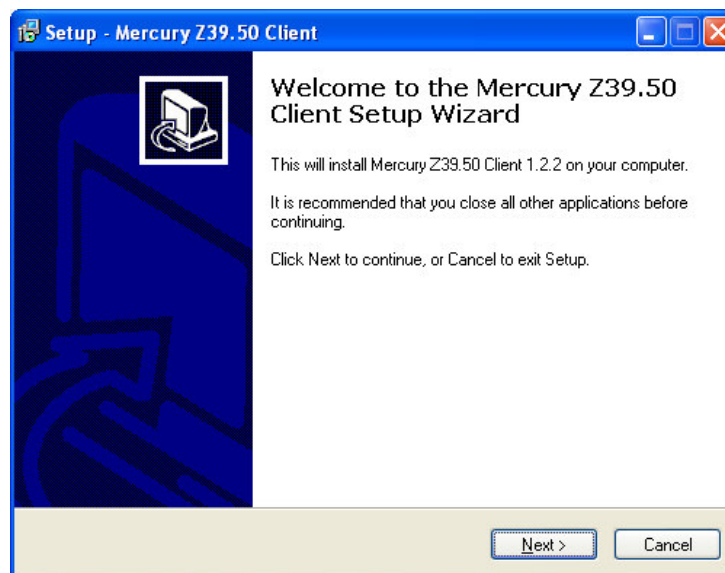 Setup - Mercury Z39.50 Client
Welcome to the Mercury Z39.50
Client Setup Wizard
This will install Mercury Z39.50 Client 1.2.2 on your computer.
It is recommended that you close all other applications before
continuing.
Click Next to continue, or Cancel to exit Setup.
Next >
Cancel